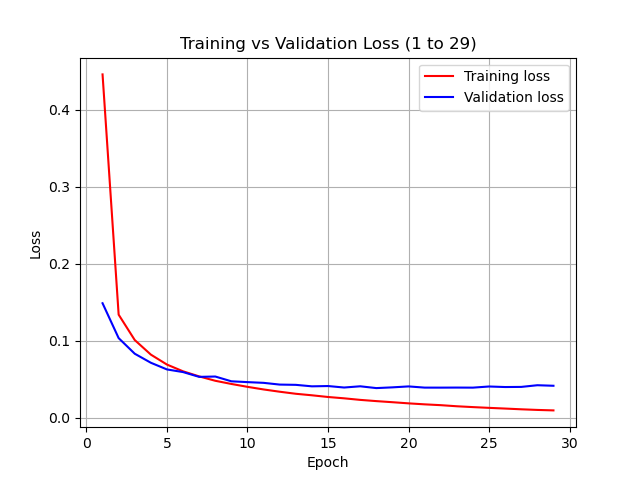 Training vs Validation Loss (1 to 29)
Training loss
Validation loss
0.4
0.3
0.2
0.1
0.0
Loss
0 5 10 15 20 25 30
Epoch